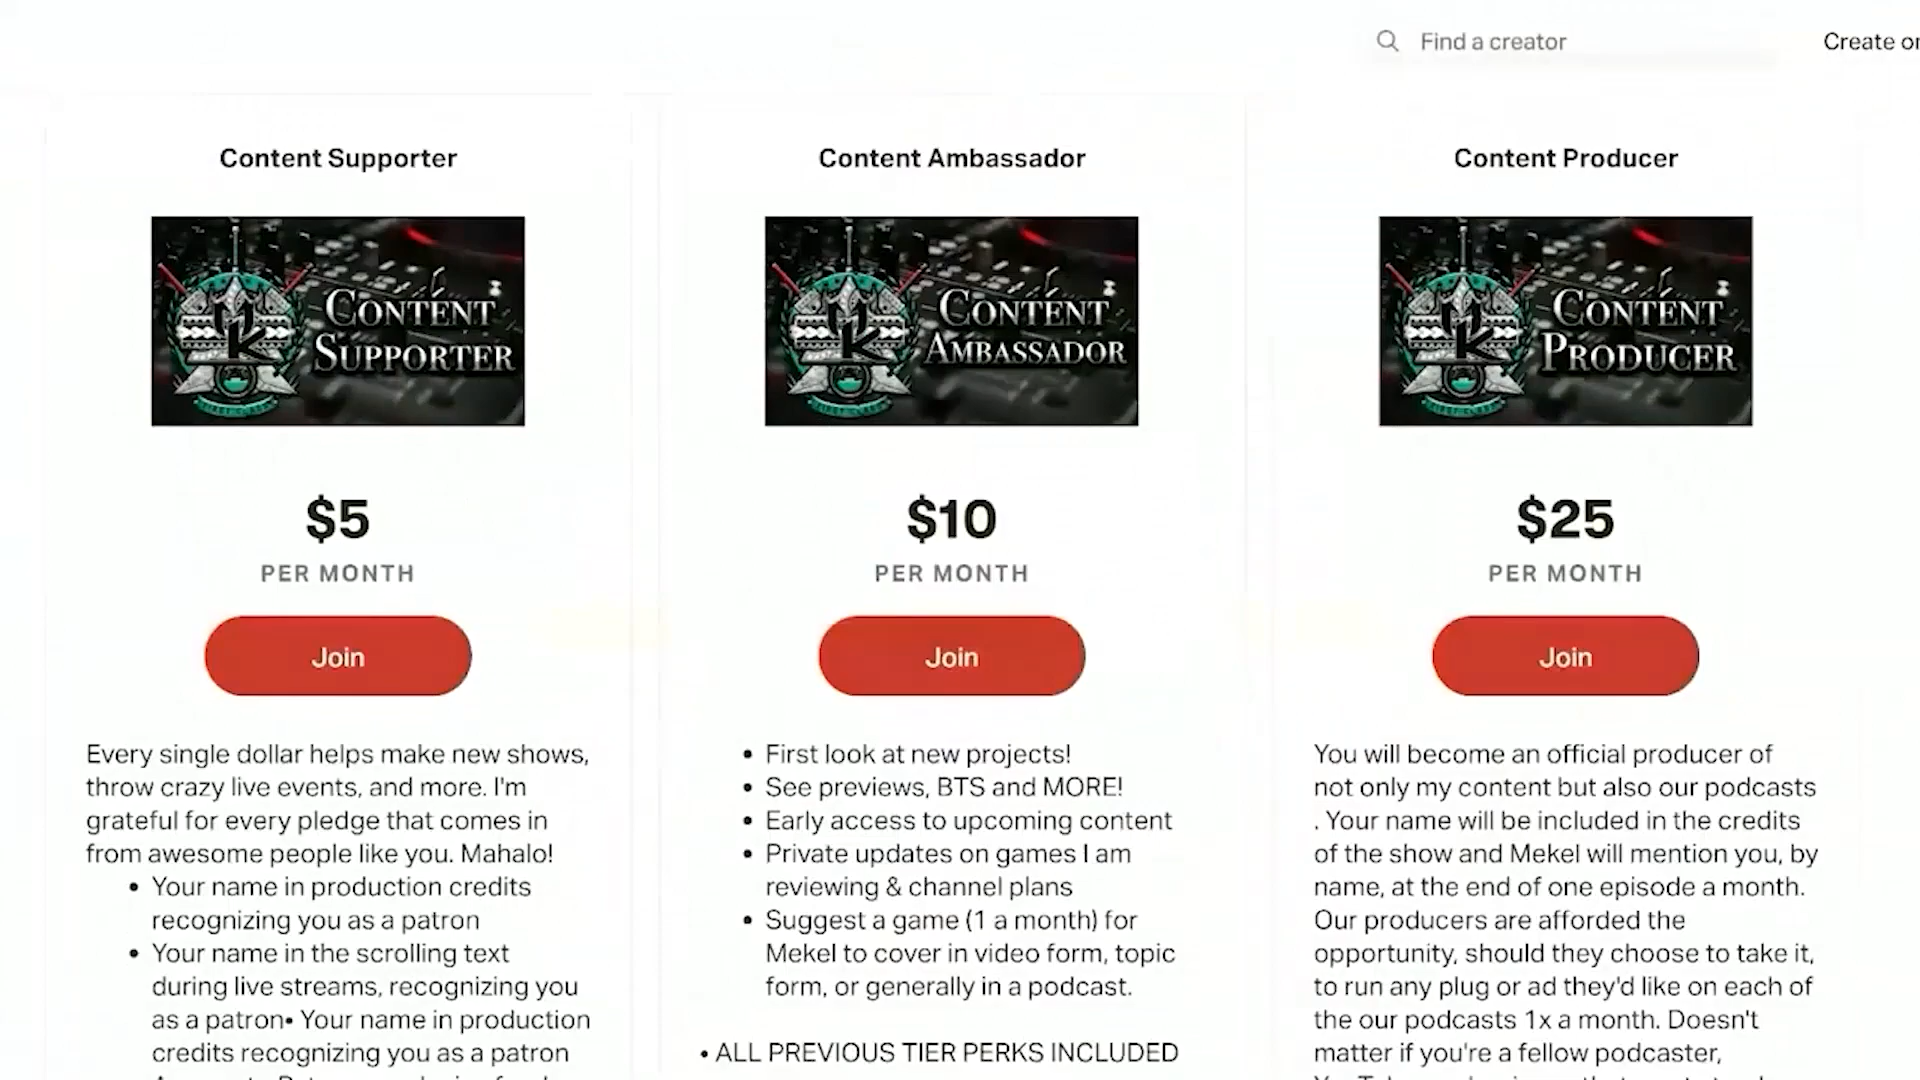 Find a creator
Create on
Content Supporter
CONTENT
SUPPORTER
$5
PER MONTH
Join
Every single dollar helps make new shows,
throw crazy live events, and more. I'm
grateful for every pledge that comes in
from awesome people like you. Mahalo!
• Your name in production credits
recognizing you as a patron
• Your name in the scrolling text
during live streams, recognizing you
as a patron• Your name in production
credits recognizing you as a patron
Content Ambassador
CONTENT
AMBASSADOR
$10
PER MONTH
Join
• First look at new projects!
• See previews, BTS and MORE!
• Early access to upcoming content
• Private updates on games I am
reviewing & channel plans
• Suggest a game (1 a month) for
Mekel to cover in video form, topic
form, or generally in a podcast.
• ALL PREVIOUS TIER PERKS INCLUDED
Content Producer
CONTENT
PRODUCER
$25
PER MONTH
Join
You will become an official producer of
not only my content but also our podcasts
. Your name will be included in the credits
of the show and Mekel will mention you, by
name, at the end of one episode a month.
Our producers are afforded the
opportunity, should they choose to take it,
to run any plug or ad they'd like on each of
the our podcasts 1x a month. Doesn't
matter if you're a fellow podcaster,